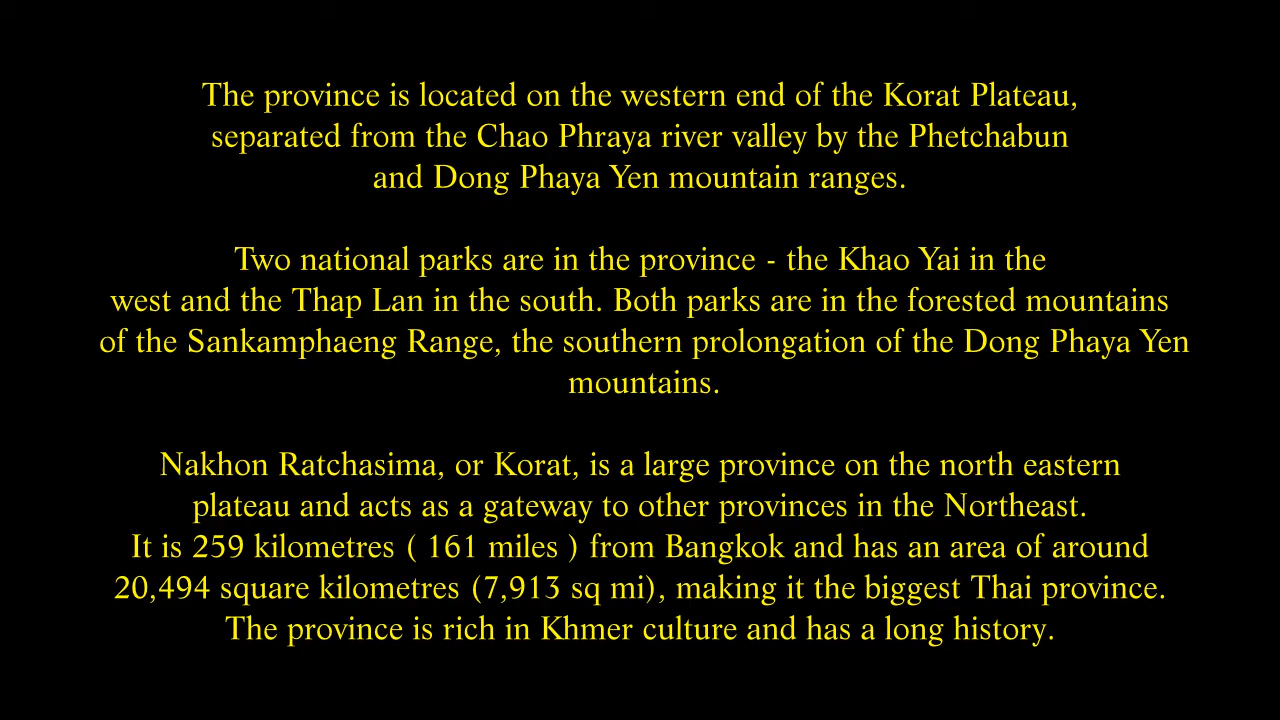 The province is located on the western end of the Korat Plateau,
separated from the Chao Phraya river valley by the Phetchabun
and Dong Phaya Yen mountain ranges.
Two national parks are in the province - the Khao Yai in the
west and the Thap Lan in the south. Both parks are in the forested mountains
of the Sankamphaeng Range, the southern prolongation of the Dong Phaya Yen
mountains.
Nakhon Ratchasima, or Korat, is a large province on the north eastern
plateau and acts as a gateway to other provinces in the Northeast.
It is 259 kilometres ( 161 miles ) from Bangkok and has an area of around
20,494 square kilometres (7,913 sq mi), making it the biggest Thai province.
The province is rich in Khmer culture and has a long history.